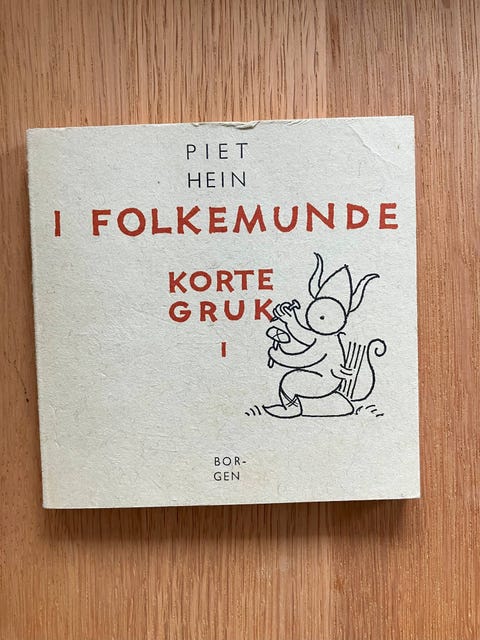 PIET
HEIN
I FOLKEMUNDE
KORTE
GRUK
I
BOR-
GEN